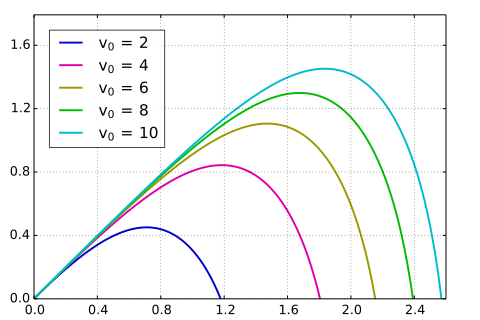 1.6
1.2
0.8
0.4
0.0
v₀ = 2
v₀ = 4
v₀ = 6
v₀ = 8
v₀ = 10
0.0 0.4 0.8 1.2 1.6 2.0 2.4